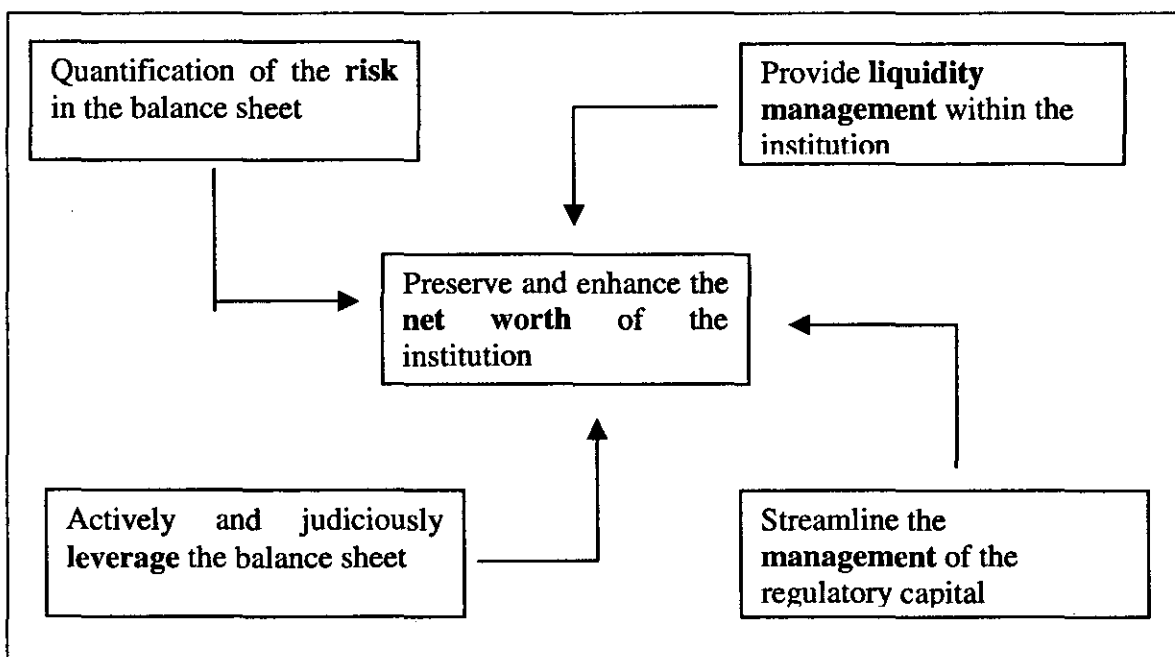 Quantification of the risk
in the balance sheet
Provide liquidity
management within the
institution
Preserve and enhance the
net worth of the
institution
Actively and judiciously
leverage the balance sheet
Streamline the
management of the
regulatory capital